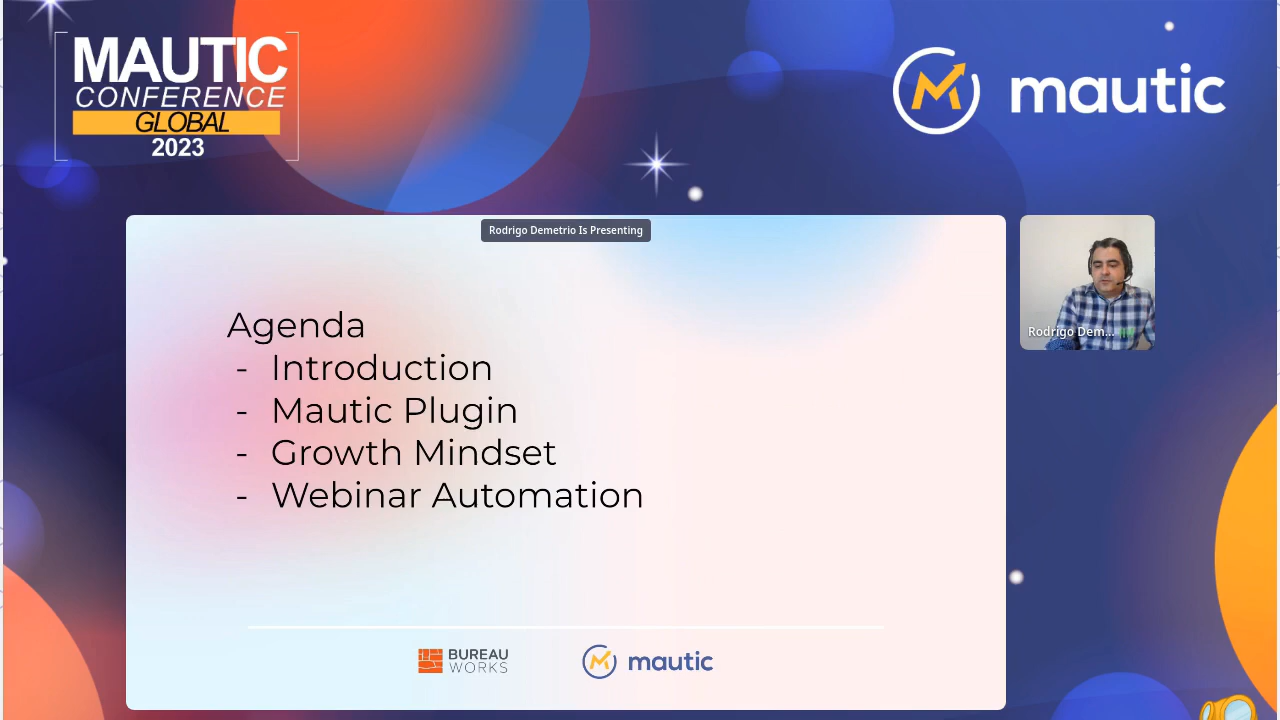 MAUTIC
CONFERENCE
GLOBAL
2023
mautic
Rodrigo Demetrio Is Presenting
Agenda
- Introduction
- Mautic Plugin
- Growth Mindset
- Webinar Automation
Rodrigo Dem...
BUREAU
WORKS
mautic